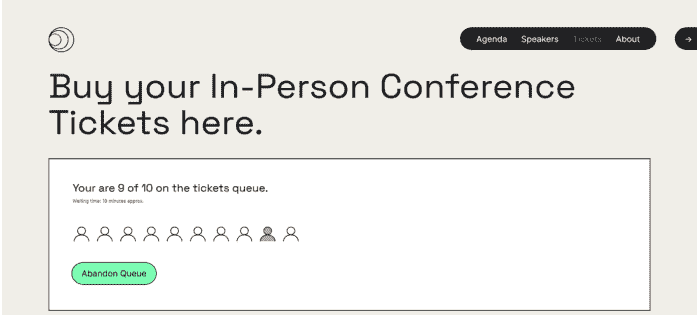 Agenda Speakers Tickets About
Buy your In-Person Conference
Tickets here.
Your are 9 of 10 on the tickets queue.
Waiting time: 10 minutes approx.
Abandon Queue